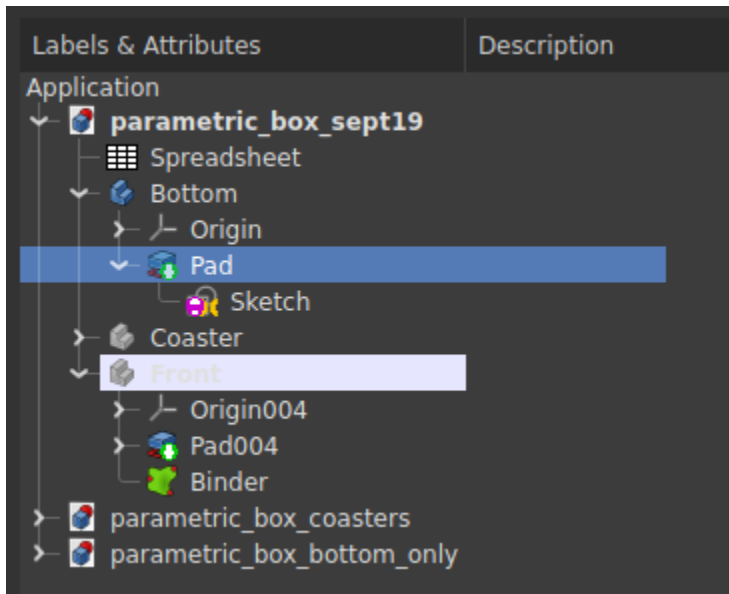 Labels & Attributes Description
Application
parametric_box_sept19
Spreadsheet
Bottom
Origin
Pad
Sketch
Coaster
Front
Origin004
Pad004
Binder
parametric_box_coasters
parametric_box_bottom_only